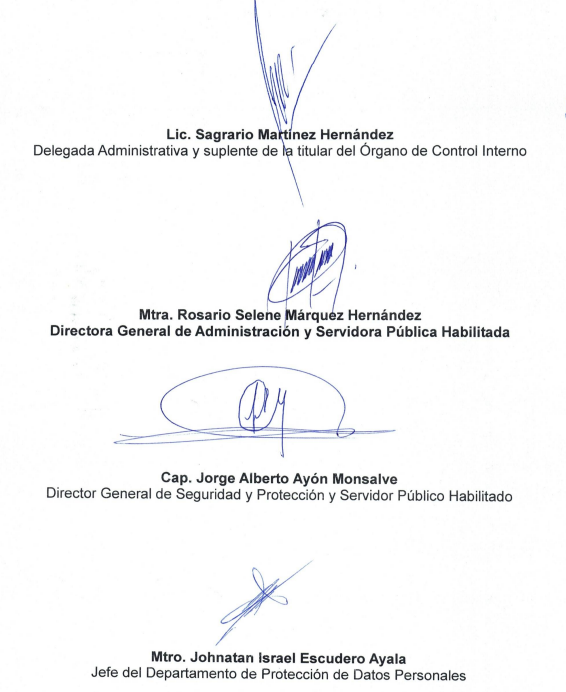 Lic. Sagrario Martínez Hernández
Delegada Administrativa y suplente de la titular del Órgano de Control Interno
Mtra. Rosario Selene Márquez Hernández
Directora General de Administración y Servidora Pública Habilitada
Cap. Jorge Alberto Ayón Monsalve
Director General de Seguridad y Protección y Servidor Público Habilitado
Mtro. Johnatan Israel Escudero Ayala
Jefe del Departamento de Protección de Datos Personales